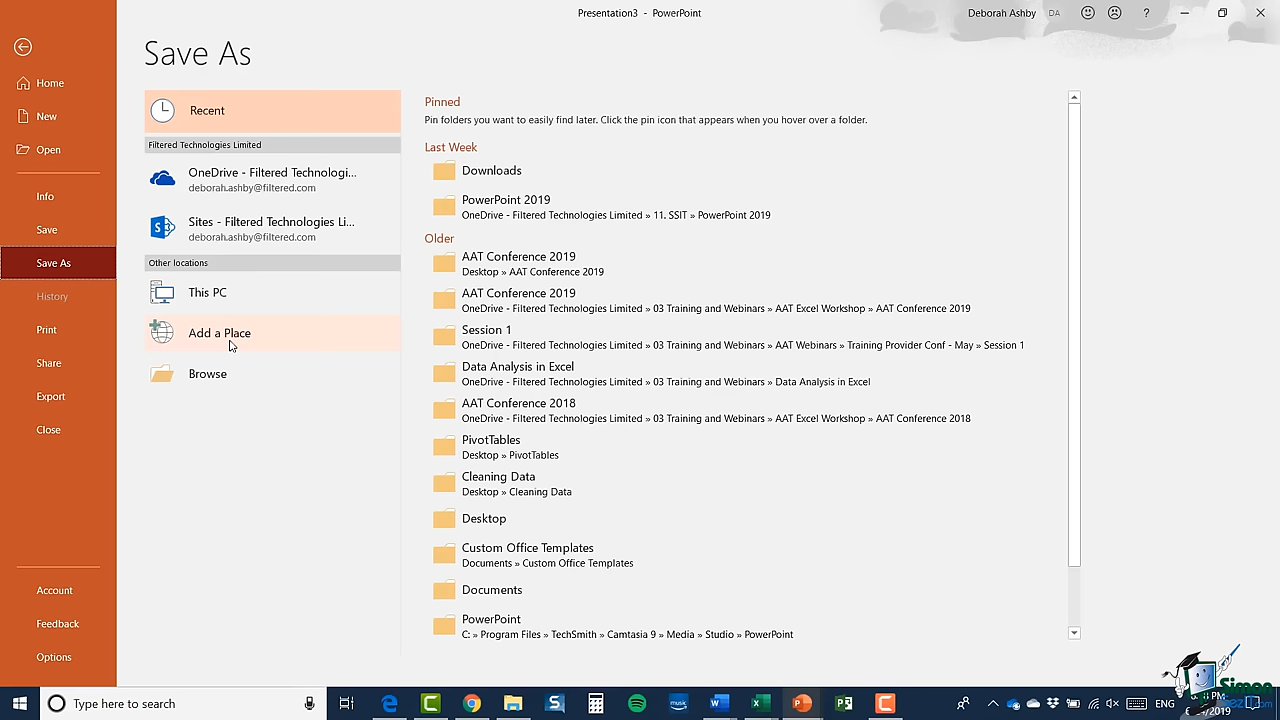 Presentation3 - PowerPoint
Deborah Ashby DA
Save As
Home
New
Open
Info
Save
Save As
History
Print
Share
Export
Close
Account
Feedback
Options
Recent
Filtered Technologies Limited
OneDrive - Filtered Technologi...
deborah.ashby@filtered.com
Sites - Filtered Technologies Li...
deborah.ashby@filtered.com
Other locations
This PC
Add a Place
Browse
Pinned
Pin folders you want to easily find later. Click the pin icon that appears when you hover over a folder.
Last Week
Downloads
PowerPoint 2019
OneDrive - Filtered Technologies Limited » 11. SSIT » PowerPoint 2019
Older
AAT Conference 2019
Desktop » AAT Conference 2019
AAT Conference 2019
OneDrive - Filtered Technologies Limited » 03 Training and Webinars » AAT Excel Workshop » AAT Conference 2019
Session 1
OneDrive - Filtered Technologies Limited » 03 Training and Webinars » AAT Webinars » Training Provider Conf - May » Session 1
Data Analysis in Excel
OneDrive - Filtered Technologies Limited » 03 Training and Webinars » Data Analysis in Excel
AAT Conference 2018
OneDrive - Filtered Technologies Limited » 03 Training and Webinars » AAT Excel Workshop » AAT Conference 2018
PivotTables
Desktop » PivotTables
Cleaning Data
Desktop » Cleaning Data
Desktop
Custom Office Templates
Documents » Custom Office Templates
Documents
PowerPoint
C: » Program Files » TechSmith » Camtasia 9 » Media » Studio » PowerPoint
Type here to search
music
ENG
Simon